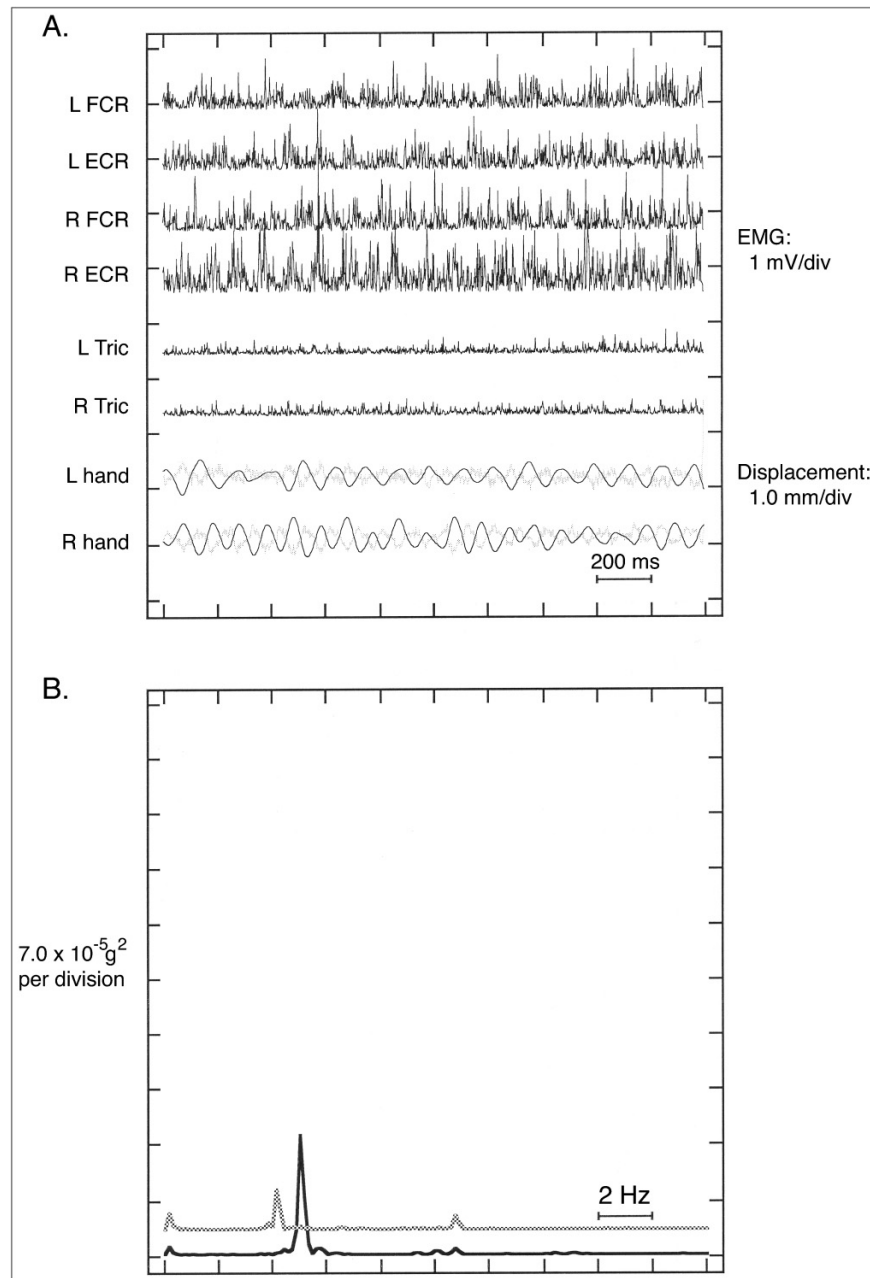 A.
L FCR
L ECR
R FCR
R ECR
L Tric
R Tric
L hand
R hand
EMG:
1 mV/div
Displacement:
1.0 mm/div
200 ms
B.
7.0 x 10⁻⁵g²
per division
2 Hz